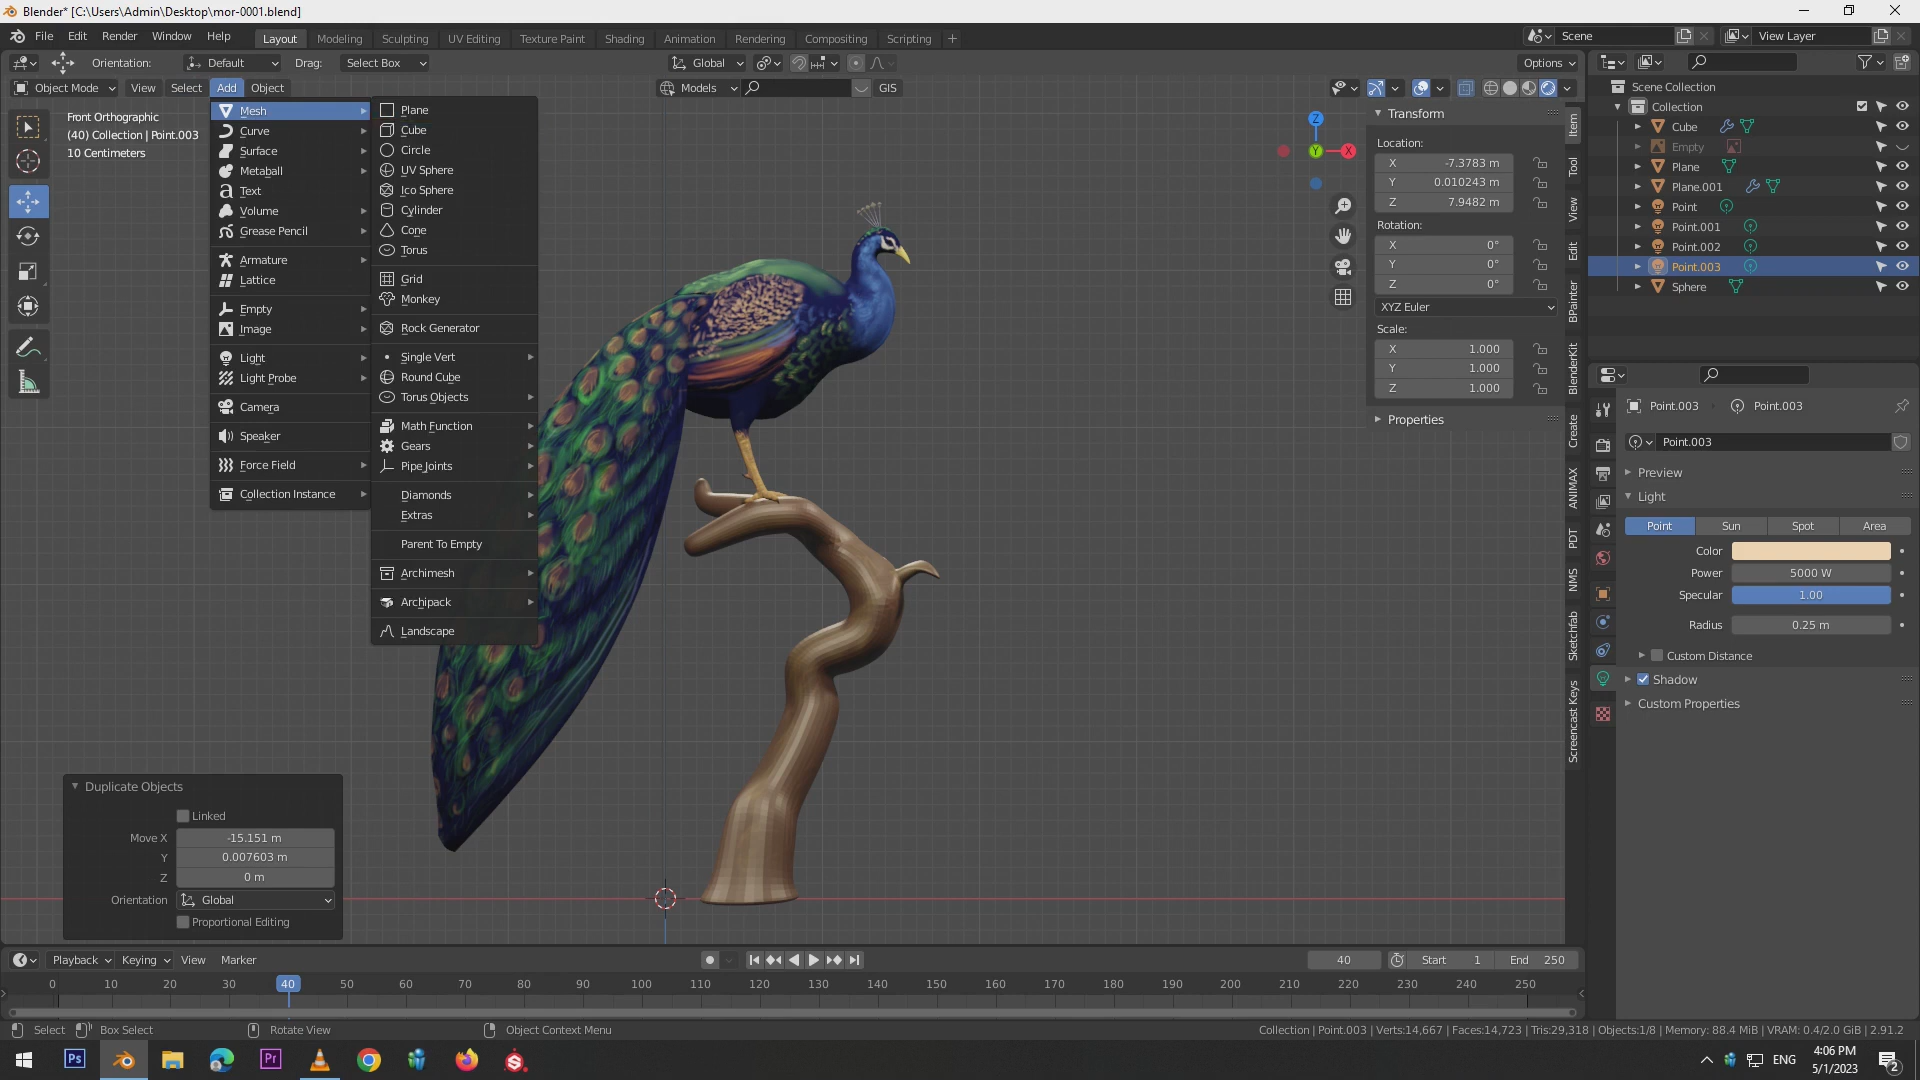 Blender* [C:\Users\Admin\Desktop\mor-0001.blend]
File Edit Render Window Help
Layout Modeling Sculpting UV Editing Texture Paint Shading Animation Rendering Compositing Scripting +
Scene
View Layer
Orientation: Default Drag: Select Box
Global
Options
Object Mode View Select Add Object
Models
GIS
Front Orthographic
(40) Collection | Point.003
10 Centimeters
Mesh
Curve
Surface
Metaball
Text
Volume
Grease Pencil
Armature
Lattice
Empty
Image
Light
Light Probe
Camera
Speaker
Force Field
Collection Instance
Plane
Cube
Circle
UV Sphere
Ico Sphere
Cylinder
Cone
Torus
Grid
Monkey
Rock Generator
Single Vert
Round Cube
Torus Objects
Math Function
Gears
Pipe Joints
Diamonds
Extras
Parent To Empty
Archimesh
Archipack
Landscape
Z
Y
X
Transform
Location:
X -7.3783 m
Y 0.010243 m
Z 7.9482 m
Rotation:
X 0°
Y 0°
Z 0°
XYZ Euler
Scale:
X 1.000
Y 1.000
Z 1.000
Properties
Item
Tool
View
Edit
BPainter
BlenderKit
Create
ANIMAX
PDT
NMS
Sketchfab
Screencast Keys
Scene Collection
Collection
Cube
Empty
Plane
Plane.001
Point
Point.001
Point.002
Point.003
Sphere
Point.003 Point.003
Point.003
Preview
Light
Point Sun Spot Area
Color
Power 5000 W
Specular 1.00
Radius 0.25 m
Custom Distance
Shadow
Custom Properties
Duplicate Objects
Linked
Move X -15.151 m
Y 0.007603 m
Z 0 m
Orientation Global
Proportional Editing
Playback Keying View Marker
40 Start 1 End 250
0 10 20 30 40 50 60 70 80 90 100 110 120 130 140 150 160 170 180 190 200 210 220 230 240 250
Select Box Select Rotate View Object Context Menu
Collection | Point.003 | Verts:14,667 | Faces:14,723 | Tris:29,318 | Objects:1/8 | Memory: 88.4 MiB | VRAM: 0.4/2.0 GiB | 2.91.2
Ps
Pr
ENG
4:06 PM
5/1/2023
2